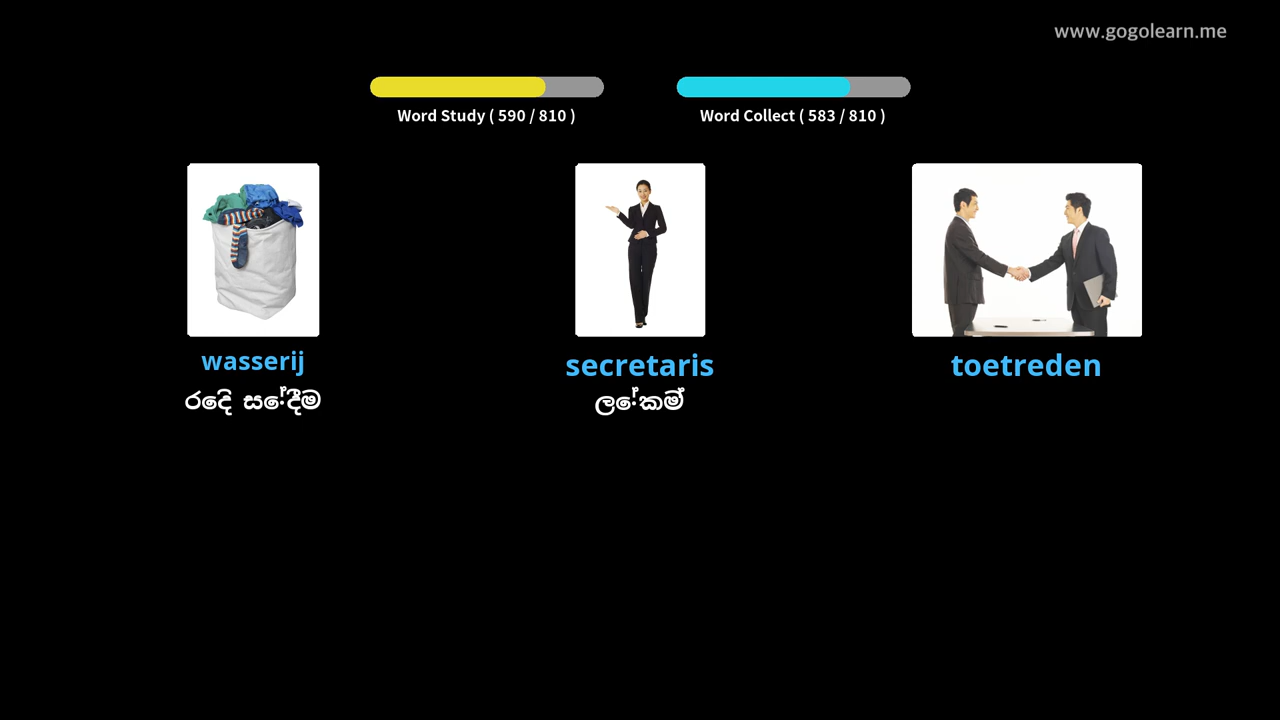 www.gogolearn.me
Word Study ( 590 / 810 )
Word Collect ( 583 / 810 )
wasserij
රෙදි සේදීම
secretaris
ලේකම්
toetreden